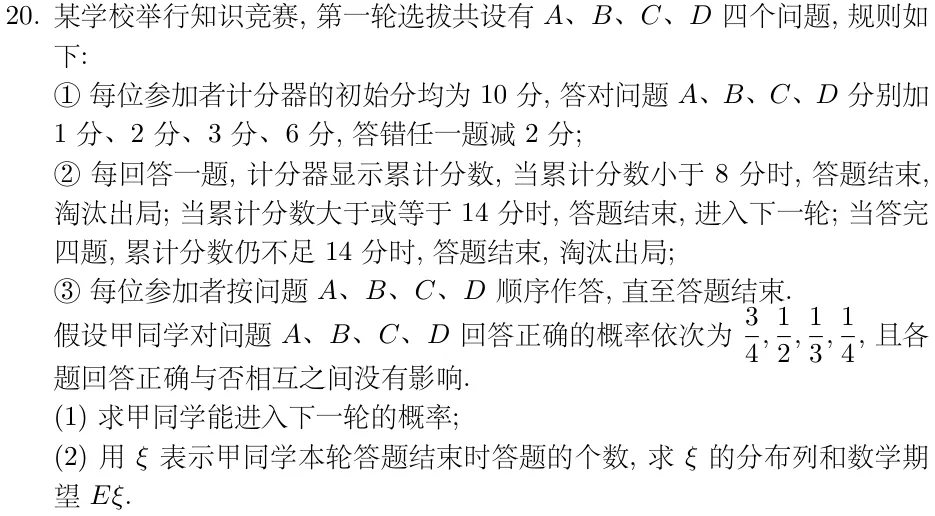 20. 某学校举行知识竞赛, 第一轮选拔共设有 A、B、C、D 四个问题, 规则如
下:
① 每位参加者计分器的初始分均为 10 分, 答对问题 A、B、C、D 分别加
1 分、2 分、3 分、6 分, 答错任一题减 2 分;
② 每回答一题, 计分器显示累计分数, 当累计分数小于 8 分时, 答题结束,
淘汰出局; 当累计分数大于或等于 14 分时, 答题结束, 进入下一轮; 当答完
四题, 累计分数仍不足 14 分时, 答题结束, 淘汰出局;
③ 每位参加者按问题 A、B、C、D 顺序作答, 直至答题结束.
假设甲同学对问题 A、B、C、D 回答正确的概率依次为 3/4, 1/2, 1/3, 1/4, 且各
题回答正确与否相互之间没有影响.
(1) 求甲同学能进入下一轮的概率;
(2) 用 ξ 表示甲同学本轮答题结束时答题的个数, 求 ξ 的分布列和数学期
望 Eξ.